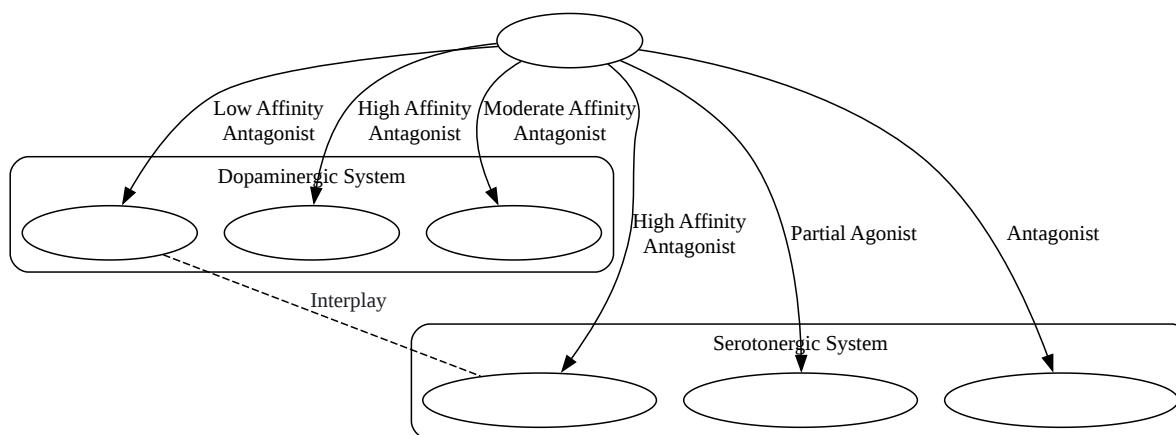 Low Affinity
Antagonist
High Affinity
Antagonist
Moderate Affinity
Antagonist
Dopaminergic System
High Affinity
Antagonist
Partial Agonist
Antagonist
Interplay
Serotonergic System